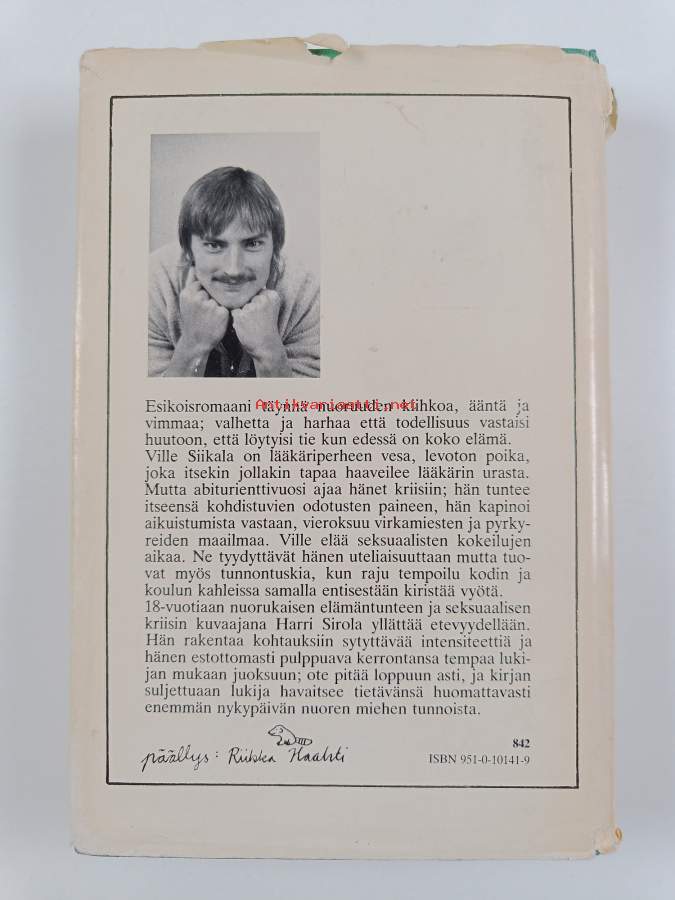 Esikoisromaani täynnä nuoruuden kiihkoa, ääntä ja
Antikvariantti.net
vimmaa; valhetta ja harhaa että todellisuus vastaisi
huutoon, että löytyisi tie kun edessä on koko elämä.
Ville Siikala on lääkäriperheen vesa, levoton poika,
joka itsekin jollakin tapaa haaveilee lääkärin urasta.
Mutta abiturienttivuosi ajaa hänet kriisiin; hän tuntee
itseensä kohdistuvien odotusten paineen, hän kapinoi
aikuistumista vastaan, vieroksuu virkamiesten ja pyrky-
reiden maailmaa. Ville elää seksuaalisten kokeilujen
aikaa. Ne tyydyttävät hänen uteliaisuuttaan mutta tuo-
vat myös tunnontuskia, kun raju tempoilu kodin ja
koulun kahleissa samalla entisestään kiristää vyötä.
18-vuotiaan nuorukaisen elämäntunteen ja seksuaalisen
kriisin kuvaajana Harri Sirola yllättää etevyydellään.
Hän rakentaa kohtauksiin sytyttävää intensiteettiä ja
hänen estottomasti pulppuava kerrontansa tempaa luki-
jan mukaan juoksuun; ote pitää loppuun asti, ja kirjan
suljettuaan lukija havaitsee tietävänsä huomattavasti
enemmän nykypäivän nuoren miehen tunnoista.
päällys: Riikka Haahti
842
ISBN 951-0-10141-9